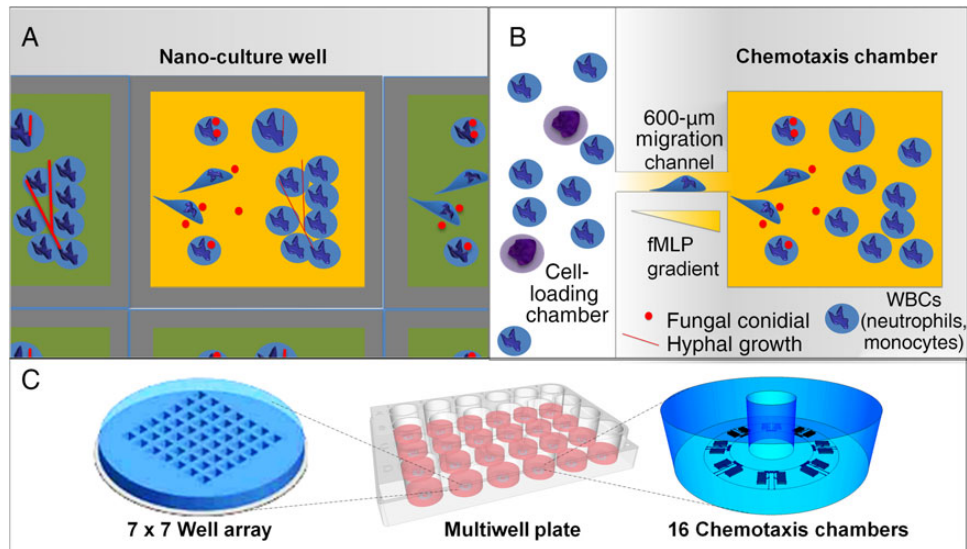 A
Nano-culture well
B
Chemotaxis chamber
600-µm
migration
channel
fMLP
gradient
Cell-
loading
chamber
Fungal conidial
Hyphal growth
WBCs
(neutrophils,
monocytes)
C
7 x 7 Well array
Multiwell plate
16 Chemotaxis chambers